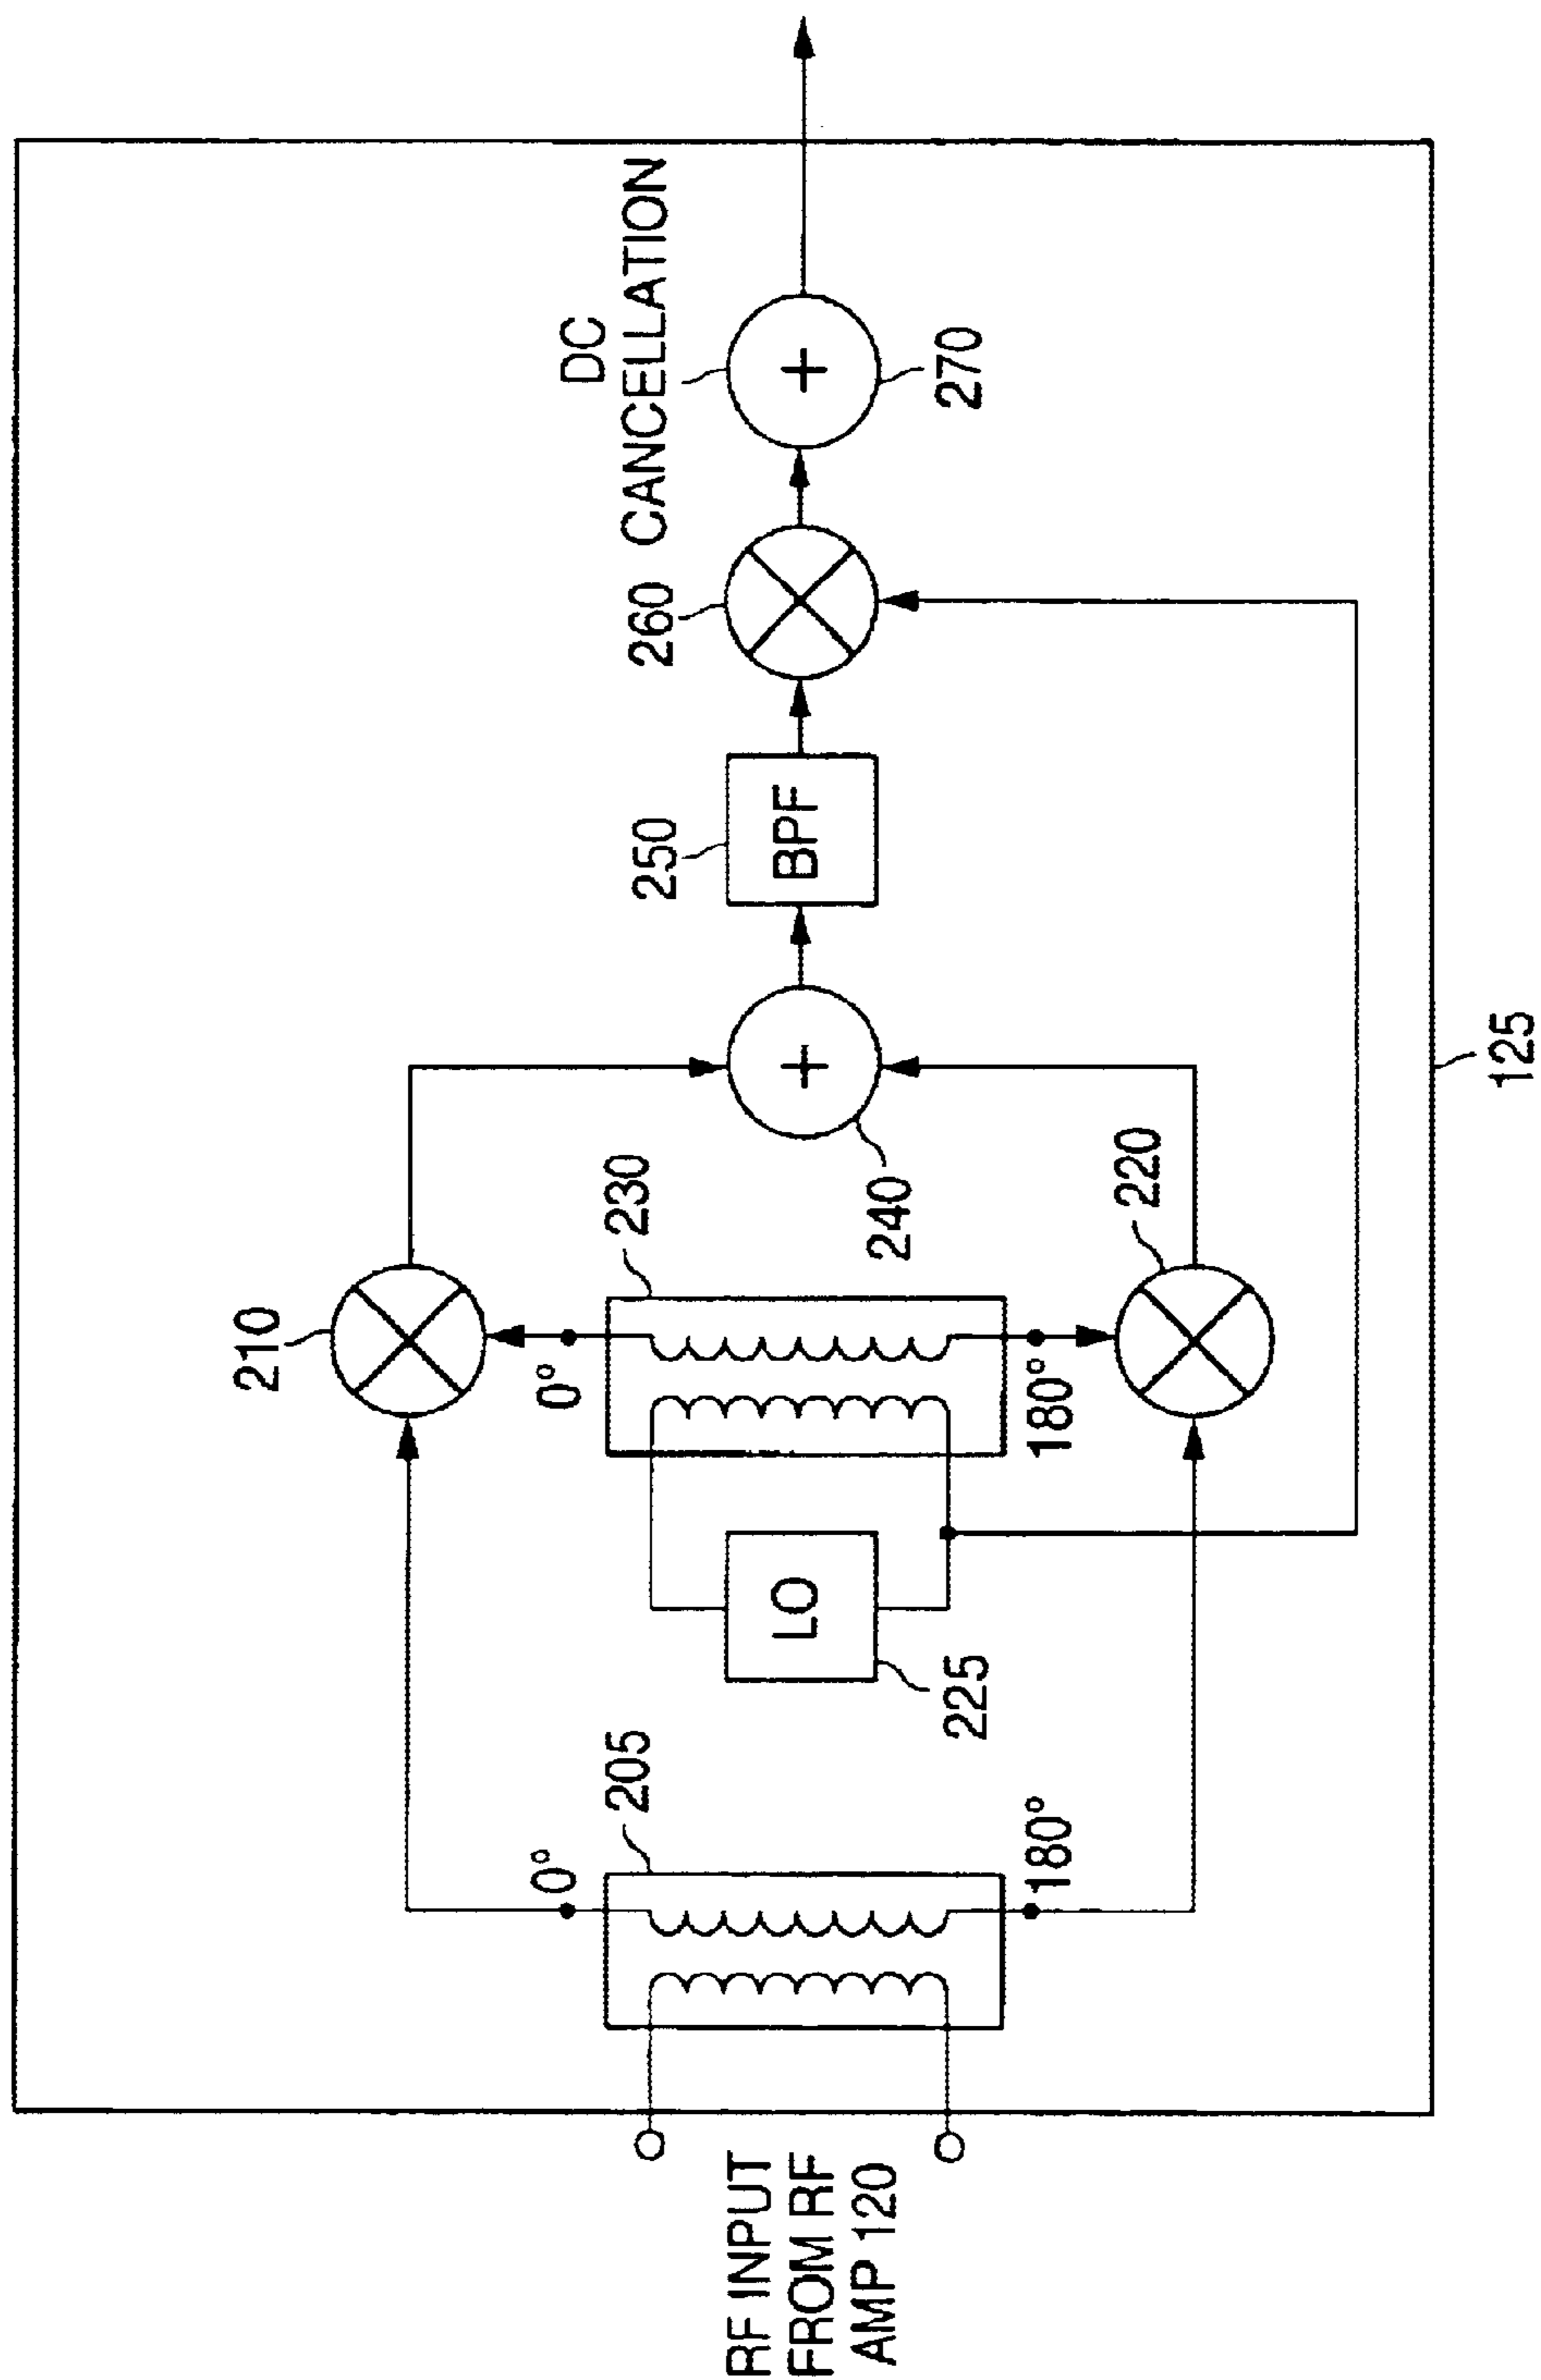 RF INPUT
FROM RF
AMP 120
0°
205
180°
LO
225
210
0°
230
180°
220
240
BPF
250
260
DC
CANCELLATION
270
125